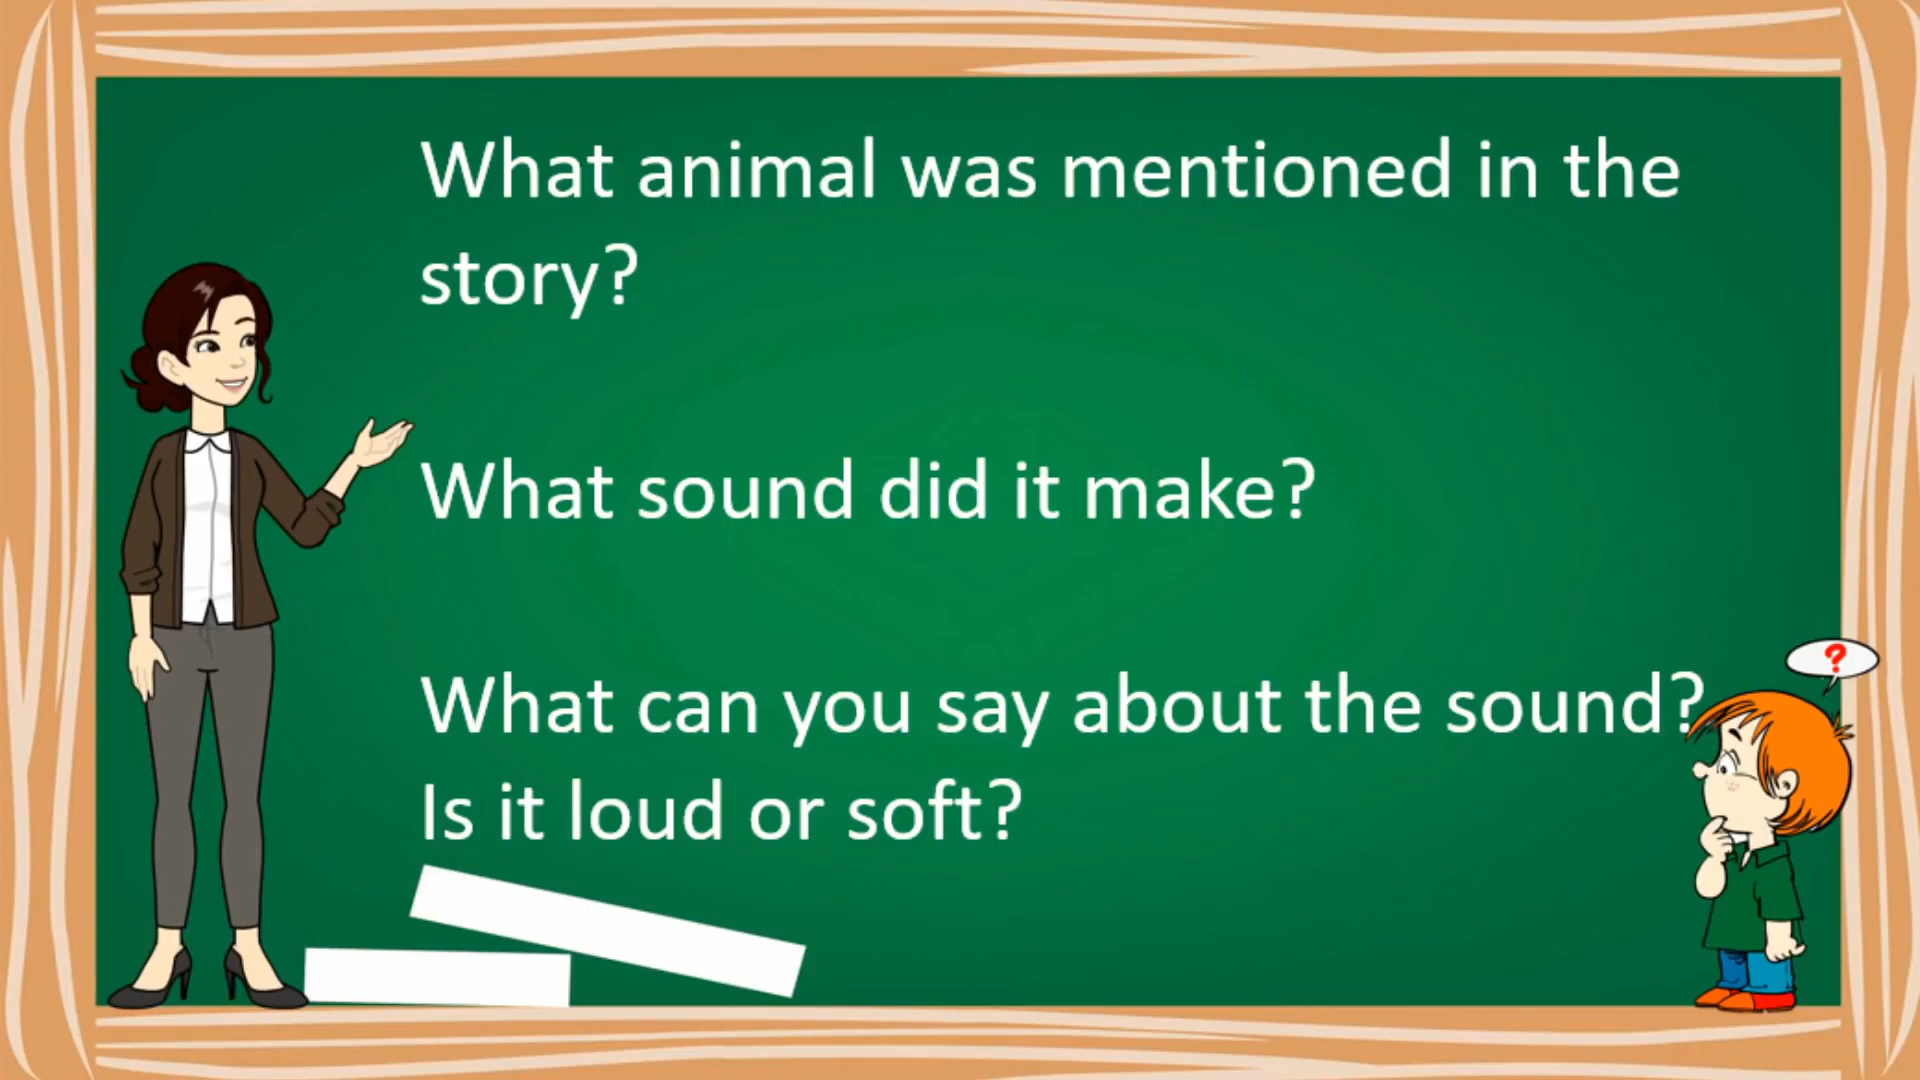 What animal was mentioned in the
story?
What sound did it make?
What can you say about the sound?
Is it loud or soft?
?